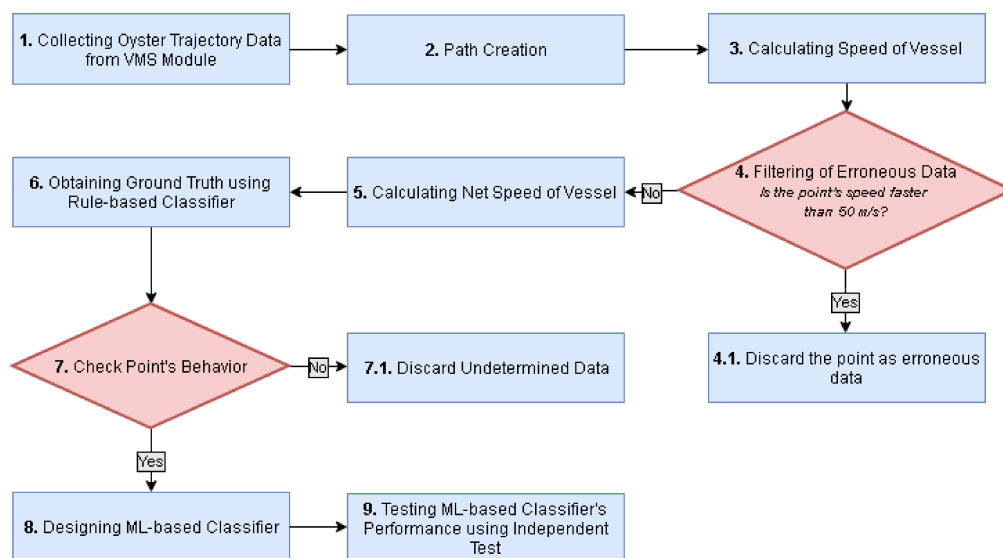 1. Collecting Oyster Trajectory Data
from VMS Module
2. Path Creation
3. Calculating Speed of Vessel
4. Filtering of Erroneous Data
Is the point's speed faster
than 50 m/s?
No
5. Calculating Net Speed of Vessel
6. Obtaining Ground Truth using
Rule-based Classifier
Yes
4.1. Discard the point as erroneous
data
7. Check Point's Behavior
No
7.1. Discard Undetermined Data
Yes
8. Designing ML-based Classifier
9. Testing ML-based Classifier's
Performance using Independent
Test